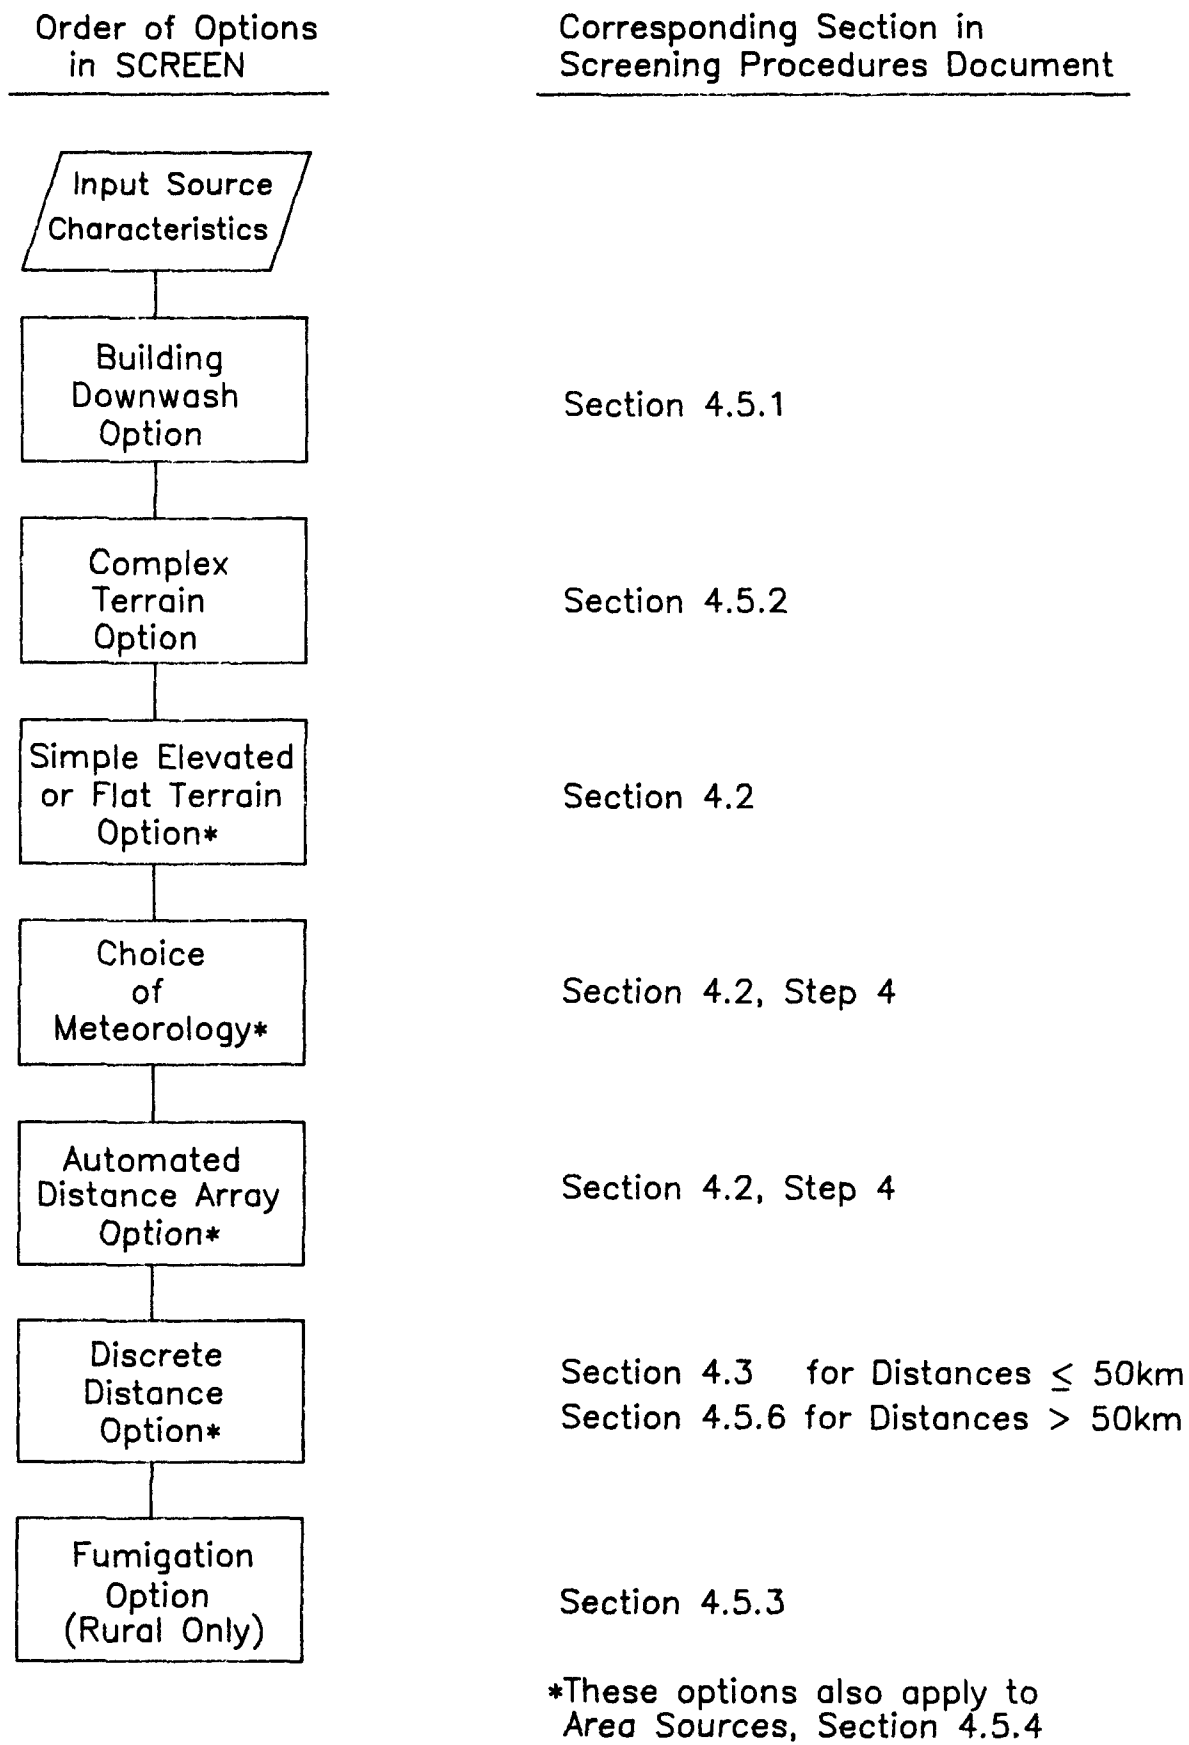 Order of Options
in SCREEN
Corresponding Section in
Screening Procedures Document
Input Source
Characteristics
Building
Downwash
Option
Section 4.5.1
Complex
Terrain
Option
Section 4.5.2
Simple Elevated
or Flat Terrain
Option*
Section 4.2
Choice
of
Meteorology*
Section 4.2, Step 4
Automated
Distance Array
Option*
Section 4.2, Step 4
Discrete
Distance
Option*
Section 4.3 for Distances ≤ 50km
Section 4.5.6 for Distances > 50km
Fumigation
Option
(Rural Only)
Section 4.5.3
*These options also apply to
Area Sources, Section 4.5.4